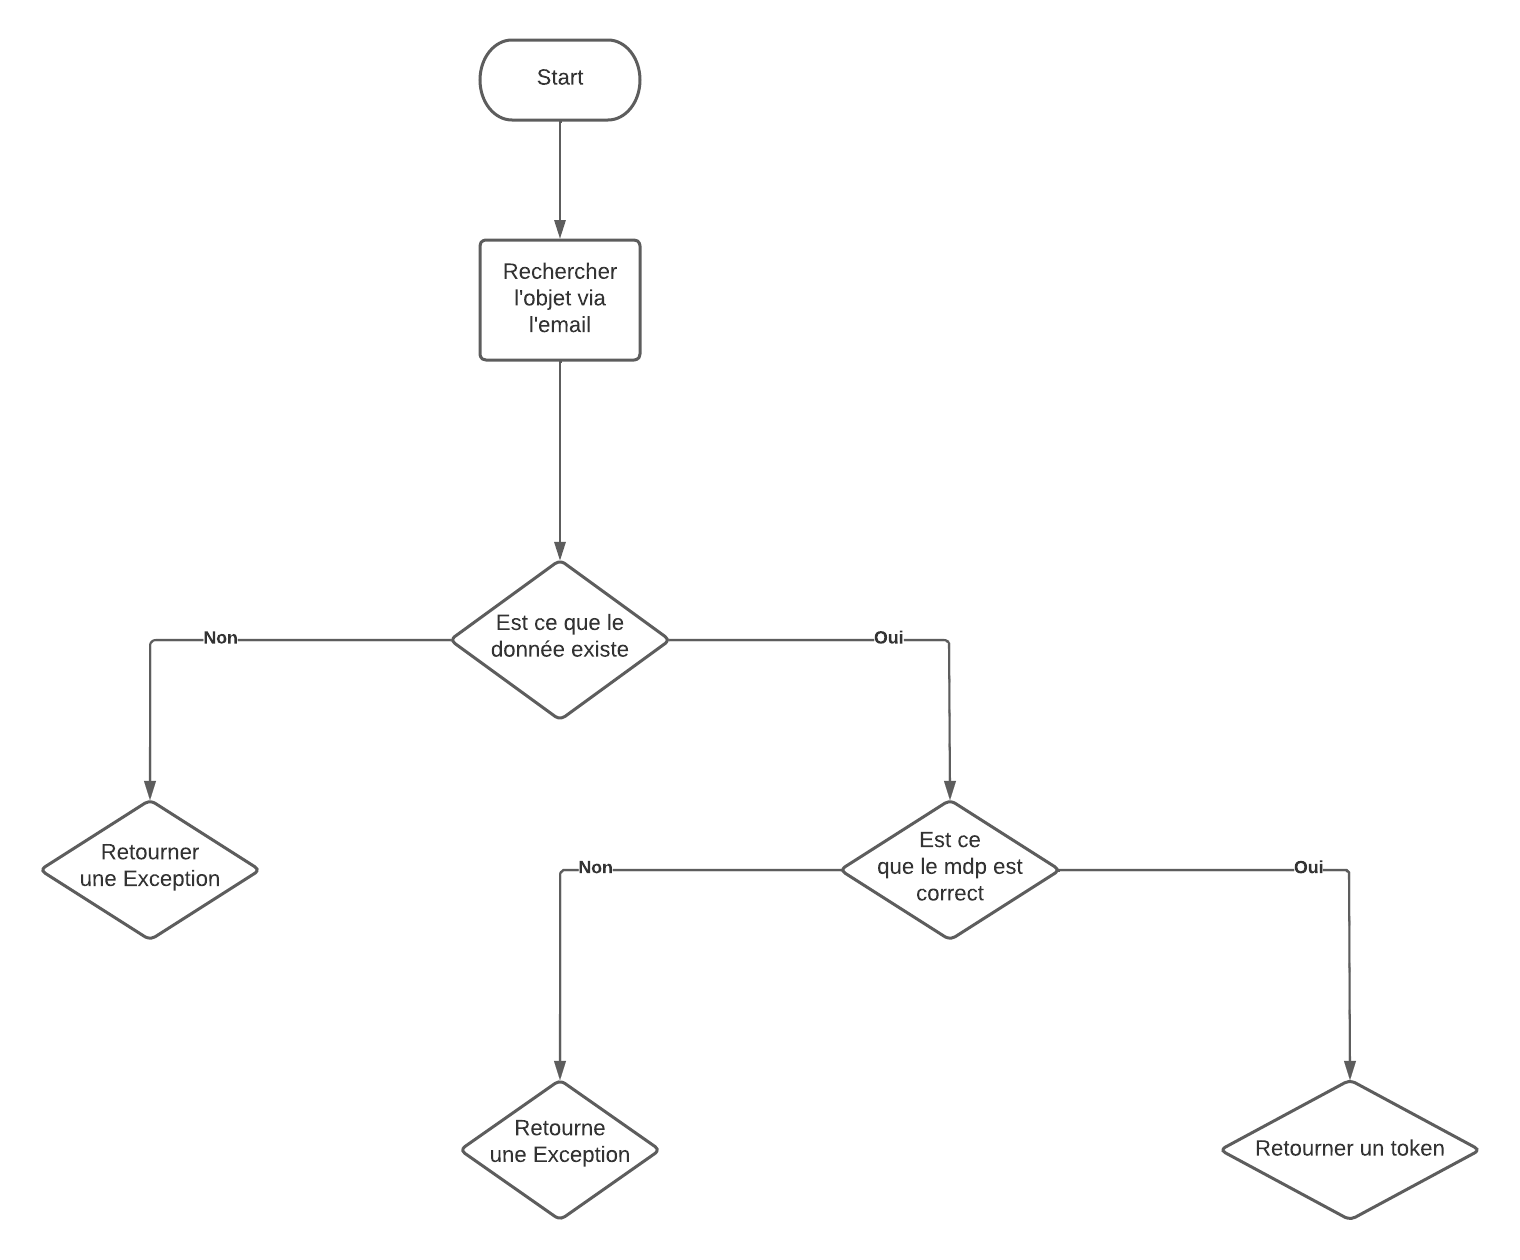 Start
Rechercher
l'objet via
l'email
Est ce que le
donnée existe
Non
Oui
Retourner
une Exception
Est ce
que le mdp est
correct
Non
Oui
Retourne
une Exception
Retourner un token